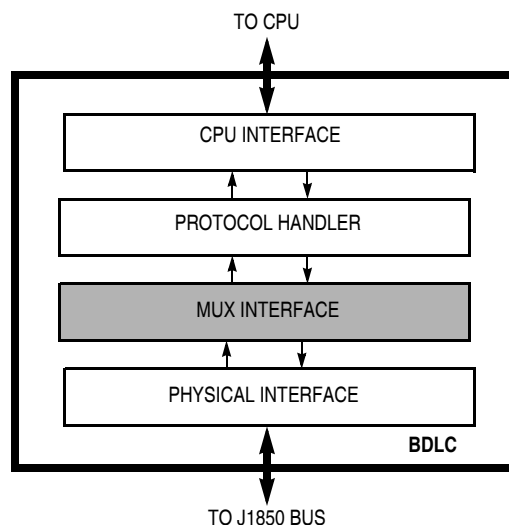 TO CPU
CPU INTERFACE
PROTOCOL HANDLER
MUX INTERFACE
PHYSICAL INTERFACE
BDLC
TO J1850 BUS